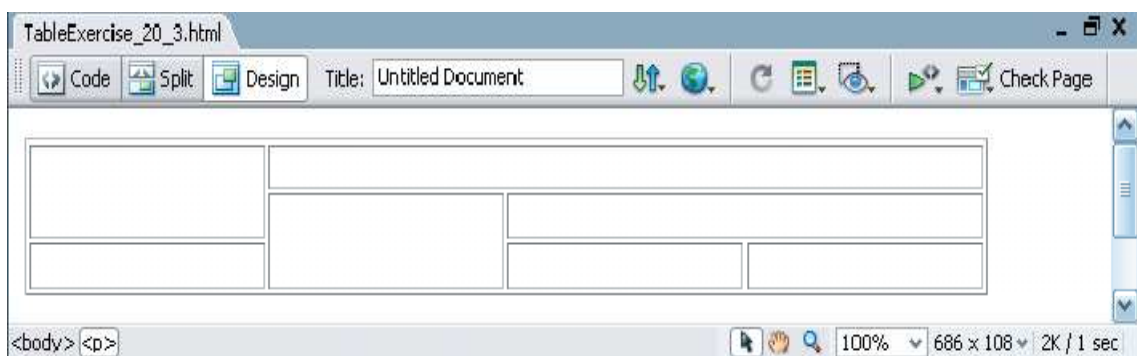 TableExercise_20_3.html
Code Split Design Title: Untitled Document Check Page
<body> <p> 100% 686 x 108 2K / 1 sec